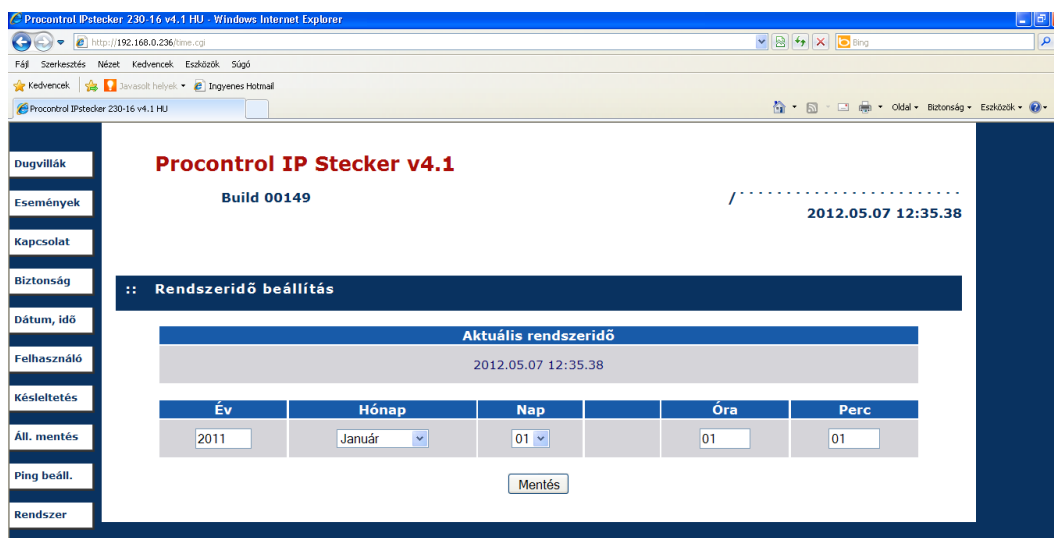 Procontrol IPstecker 230-16 v4.1 HU - Windows Internet Explorer
http://192.168.0.236/time.cgi
Bing
Fájl Szerkesztés Nézet Kedvencek Eszközök Súgó
Kedvencek Javasolt helyek Ingyenes Hotmail
Procontrol IPstecker 230-16 v4.1 HU
Oldal Biztonság Eszközök
Dugvillák
Események
Kapcsolat
Biztonság
Dátum, idő
Felhasználó
Késleltetés
Áll. mentés
Ping beáll.
Rendszer
Procontrol IP Stecker v4.1
Build 00149
/.........................
2012.05.07 12:35.38
:: Rendszeridő beállítás
Aktuális rendszeridő
2012.05.07 12:35.38
Év Hónap Nap Óra Perc
2011 Január 01 01 01
Mentés